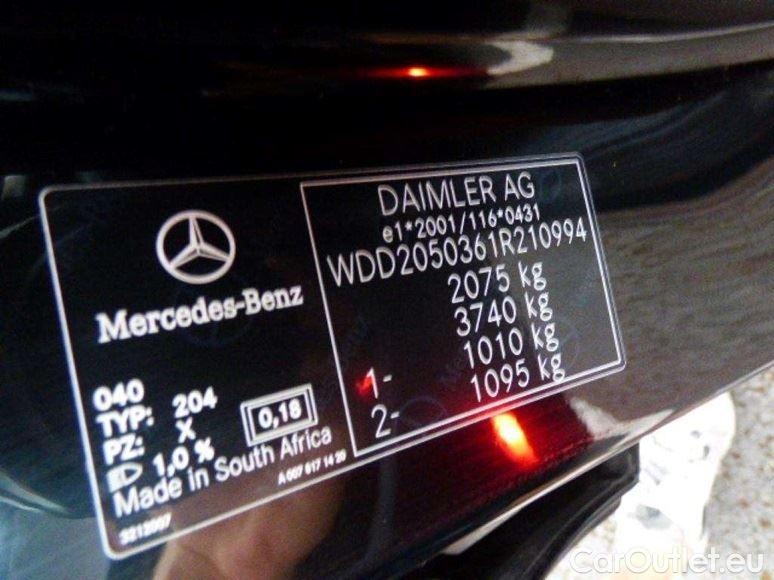 Mercedes-Benz
040
TYP: 204
PZ: X
1,0 %
0,18
Made in South Africa
A 007 617 14 20
3212007
DAIMLER AG
e1*2001/116*0431
WDD2050361R210994
2075 kg
3740 kg
1- 1010 kg
2- 1095 kg
CarOutlet.eu